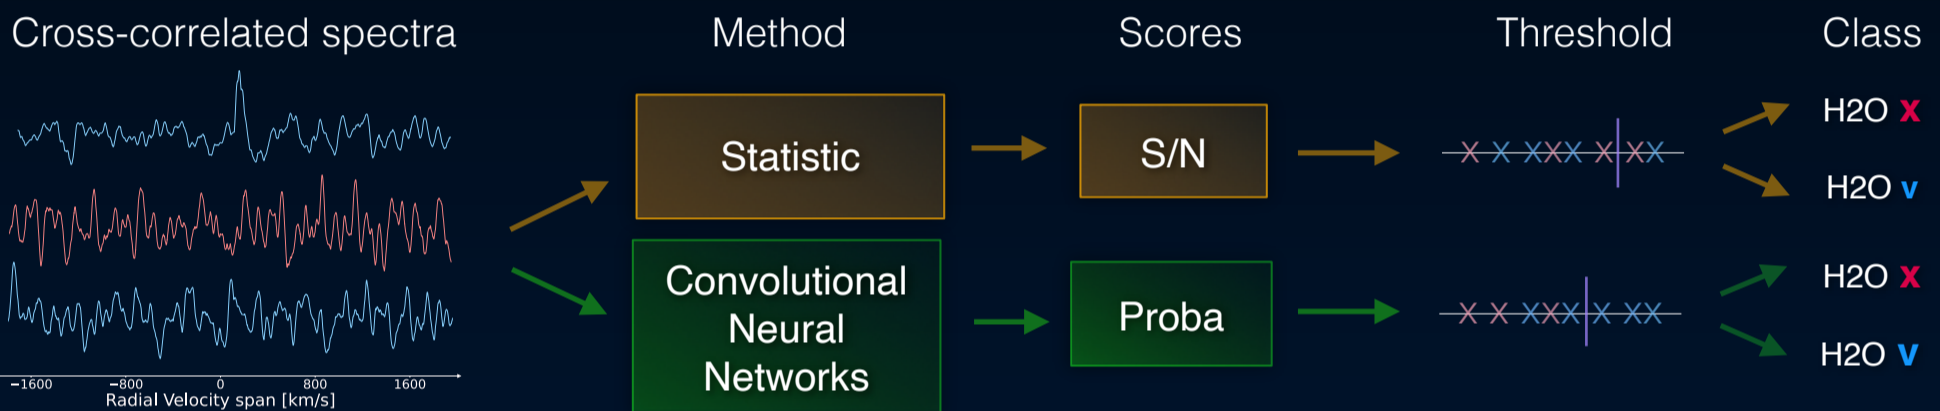 Cross-correlated spectra
Method
Scores
Threshold
Class
Statistic
S/N
H2O X
H2O v
Convolutional
Neural
Networks
Proba
H2O X
H2O v
−1600 −800 0 800 1600
Radial Velocity span [km/s]